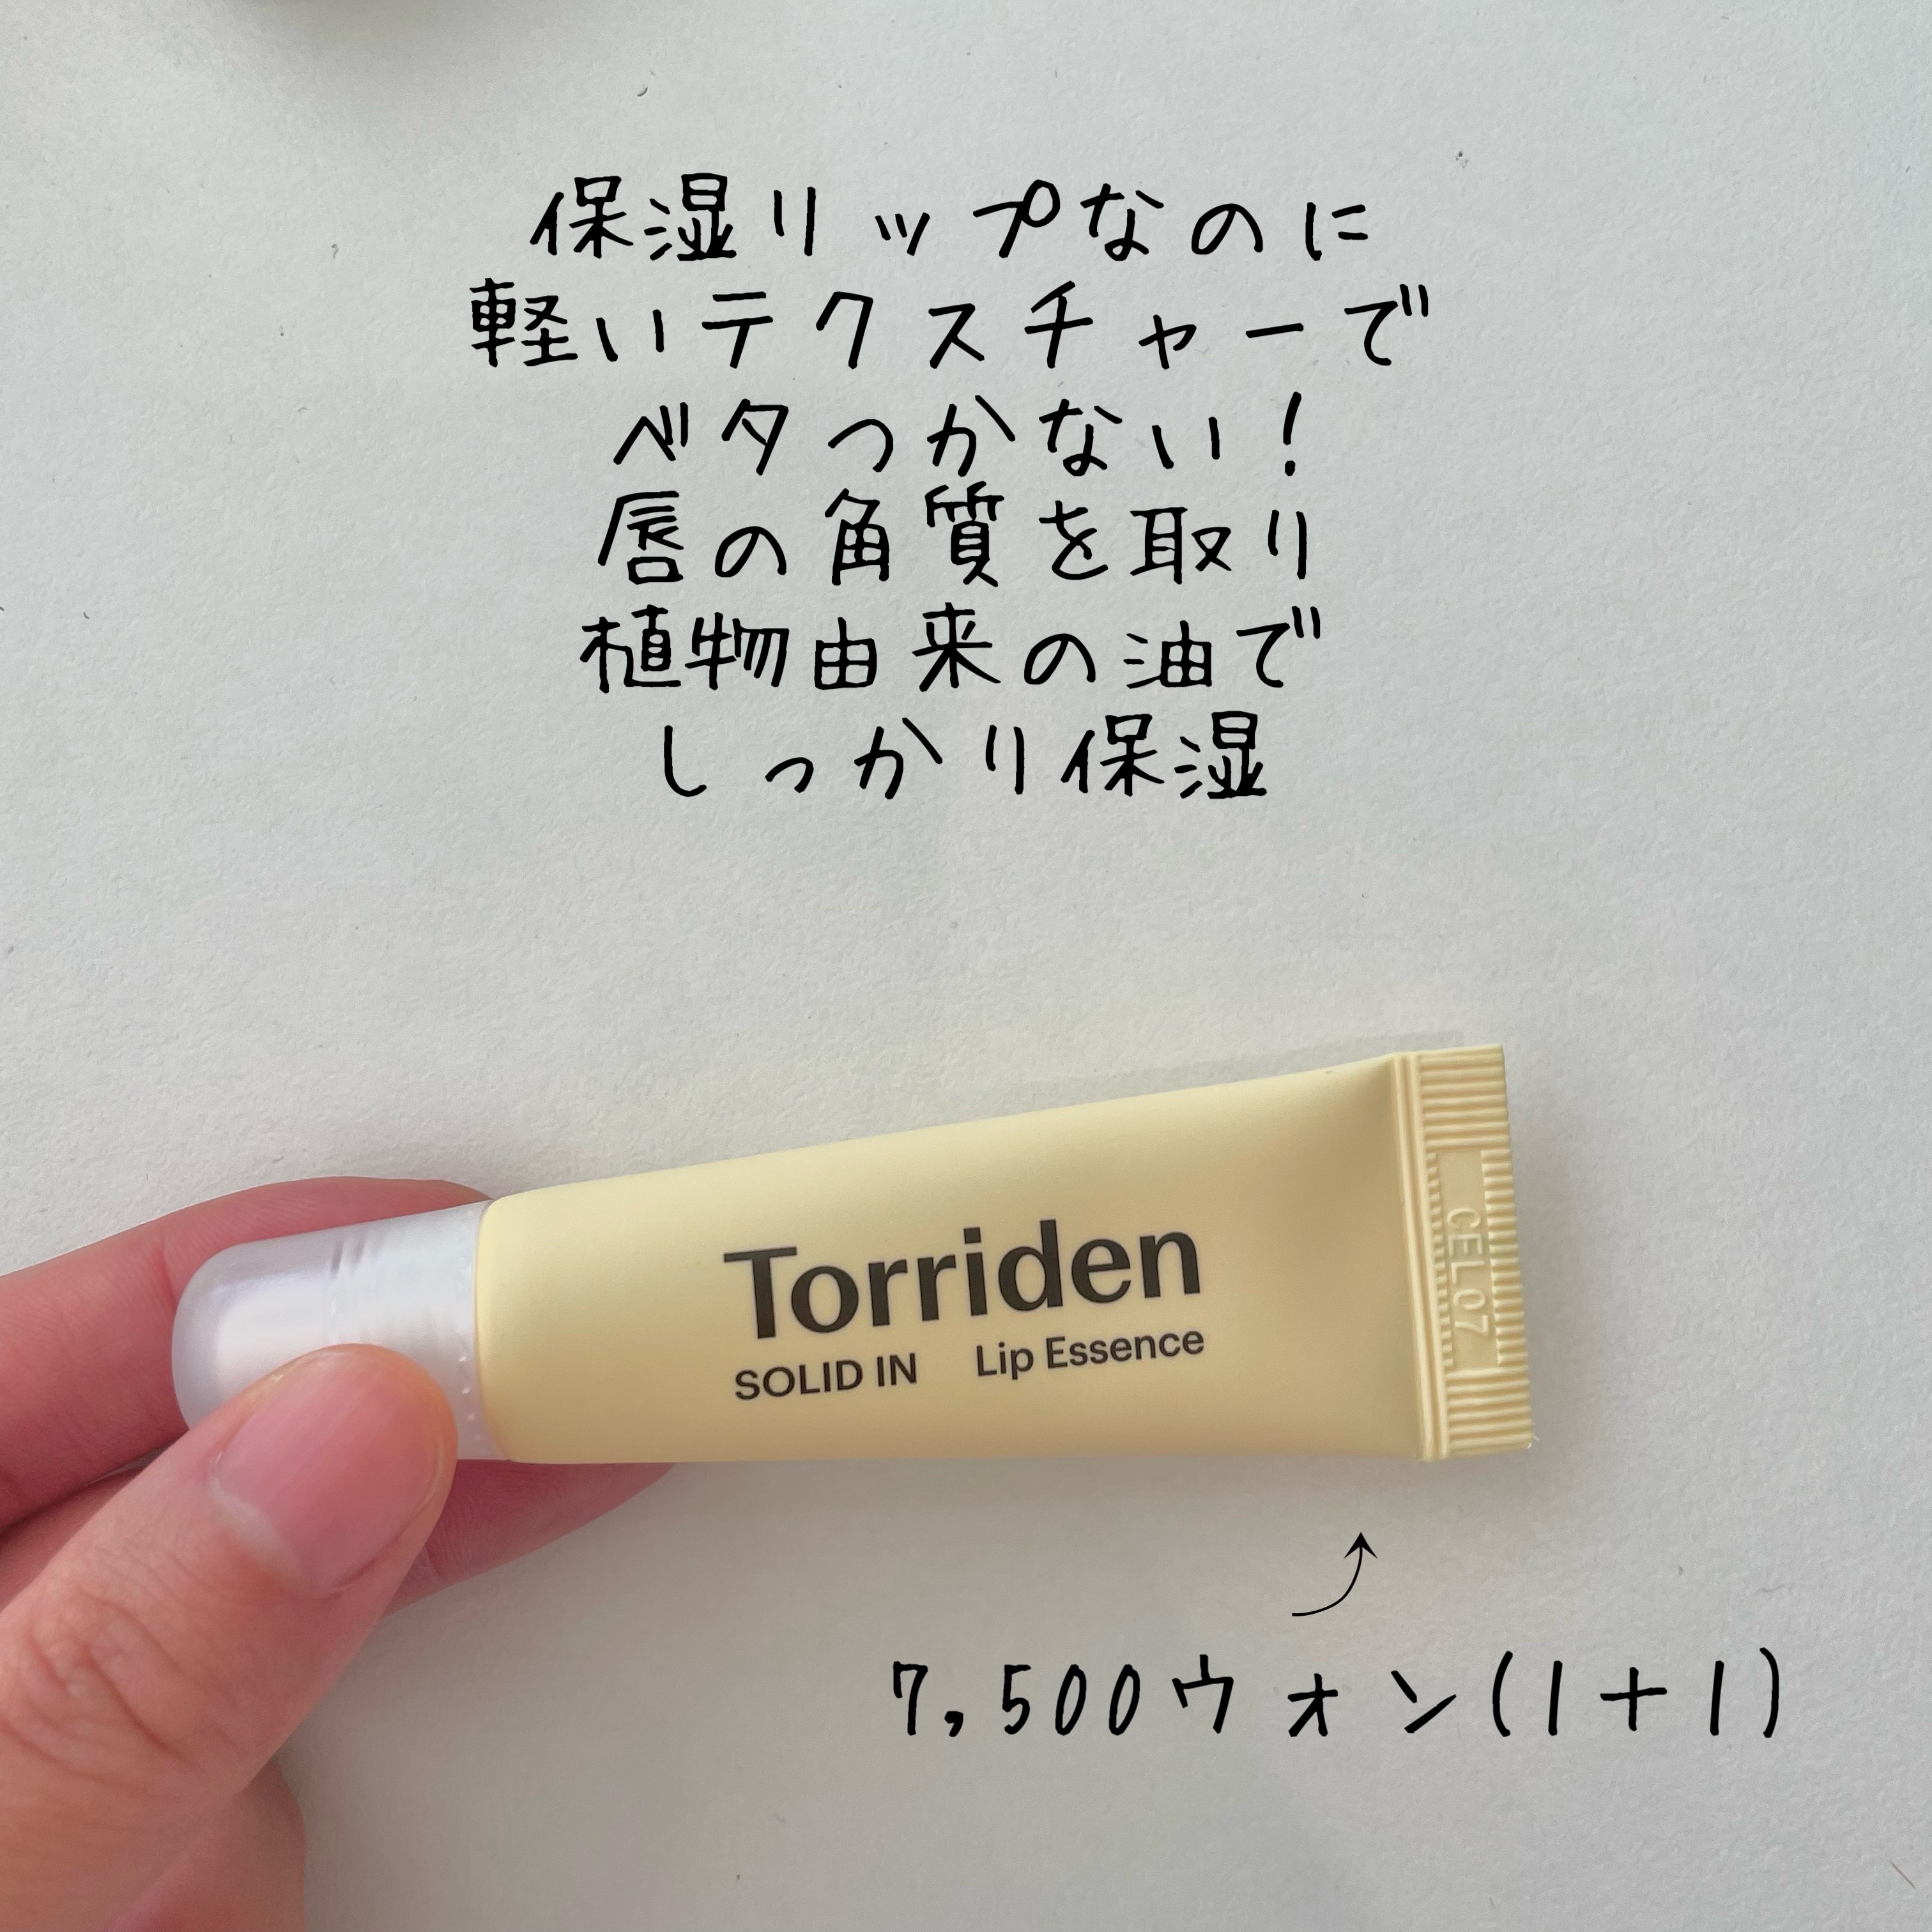 保湿リップなのに
軽いテクスチャーで
ベタつかない！
唇の角質を取り
植物由来の油で
しっかり保湿
Torriden
SOLID IN Lip Essence
CEL07
7,500ウォン(1+1)